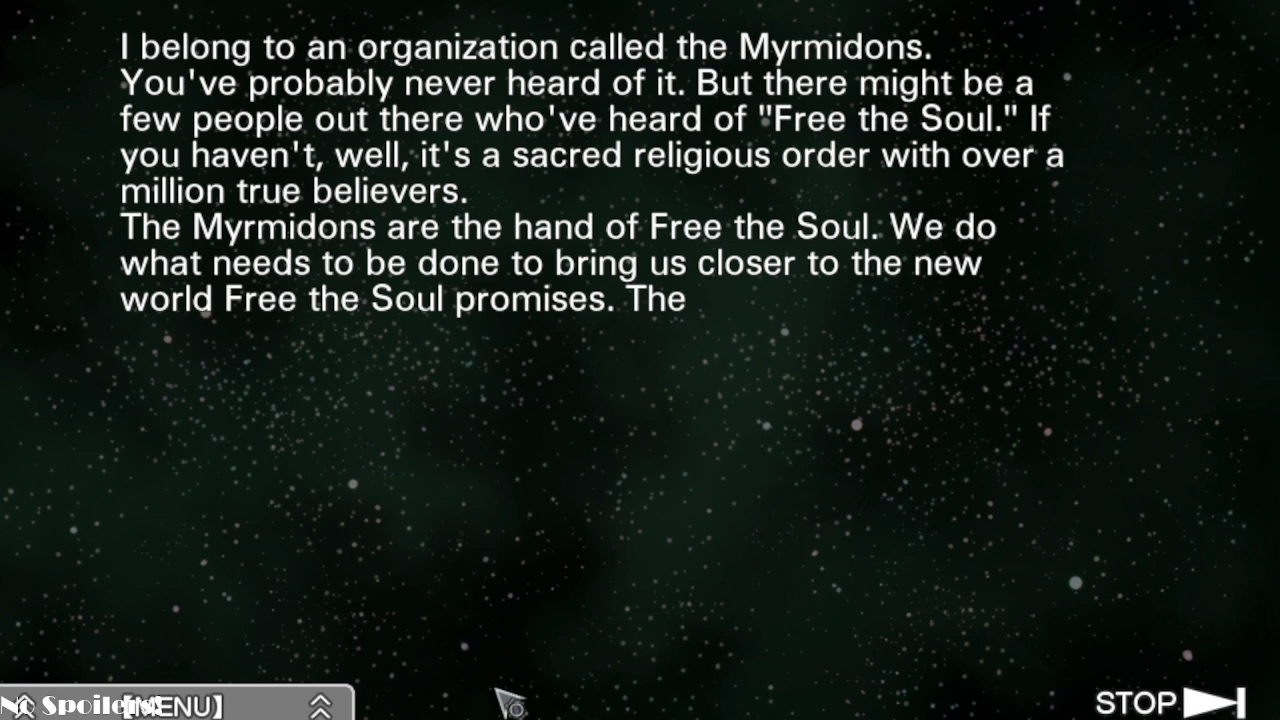 I belong to an organization called the Myrmidons.
You've probably never heard of it. But there might be a
few people out there who've heard of "Free the Soul." If
you haven't, well, it's a sacred religious order with over a
million true believers.
The Myrmidons are the hand of Free the Soul. We do
what needs to be done to bring us closer to the new
world Free the Soul promises. The
No Spoilers
【MENU】
STOP